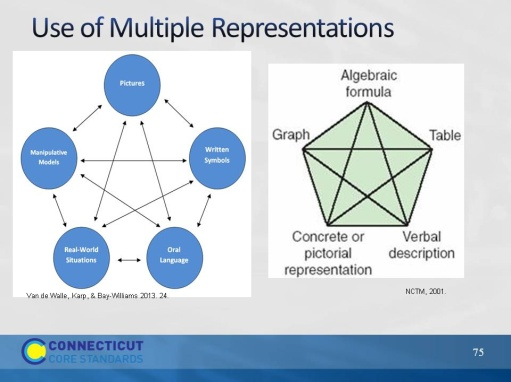 Use of Multiple Representations
Pictures
Manipulative
Models
Written
Symbols
Real-World
Situations
Oral
Language
Van de Walle, Karp, & Bay-Williams 2013. 24.
Algebraic
formula
Graph
Table
Concrete or
pictorial
representation
Verbal
description
NCTM, 2001.
CONNECTICUT
CORE STANDARDS
75